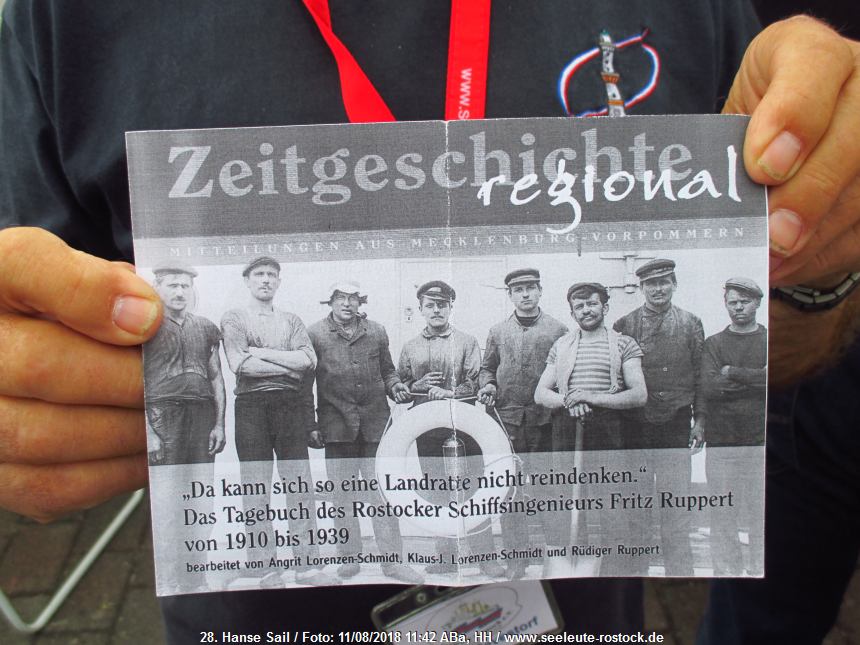 www.s
Zeitgeschichte
regional
MITTEILUNGEN AUS MECKLENBURG-VORPOMMERN
„Da kann sich so eine Landratte nicht reindenken.“
Das Tagebuch des Rostocker Schiffsingenieurs Fritz Ruppert
von 1910 bis 1939
bearbeitet von Angrit Lorenzen-Schmidt, Klaus-J. Lorenzen-Schmidt und Rüdiger Ruppert
28. Hanse Sail / Foto: 11/08/2018 11:42 ABa, HH / www.seeleute-rostock.de